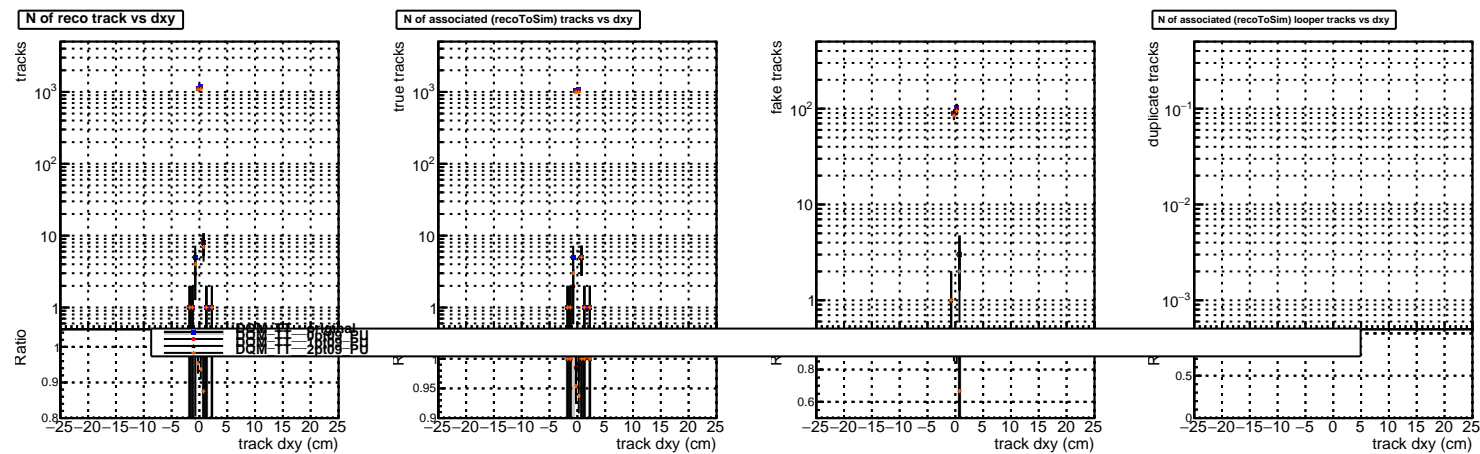 N of reco track vs dxy
tracks
10³
10²
10
1
Ratio
1
0.9
0.8
−25 −20 −15 −10 −5 0 5 10 15 20 25
track dxy (cm)
N of associated (recoToSim) tracks vs dxy
true tracks
10³
10²
10
1
0.95
0.9
−25 −20 −15 −10 −5 0 5 10 15 20 25
track dxy (cm)
fake tracks
10²
10
1
0.8
0.6
−25 −20 −15 −10 −5 0 5 10 15 20 25
track dxy (cm)
N of associated (recoToSim) looper tracks vs dxy
duplicate tracks
10⁻¹
10⁻²
10⁻³
0.5
0
−25 −20 −15 −10 −5 0 5 10 15 20 25
track dxy (cm)
DQM_TT_2pt09_PU